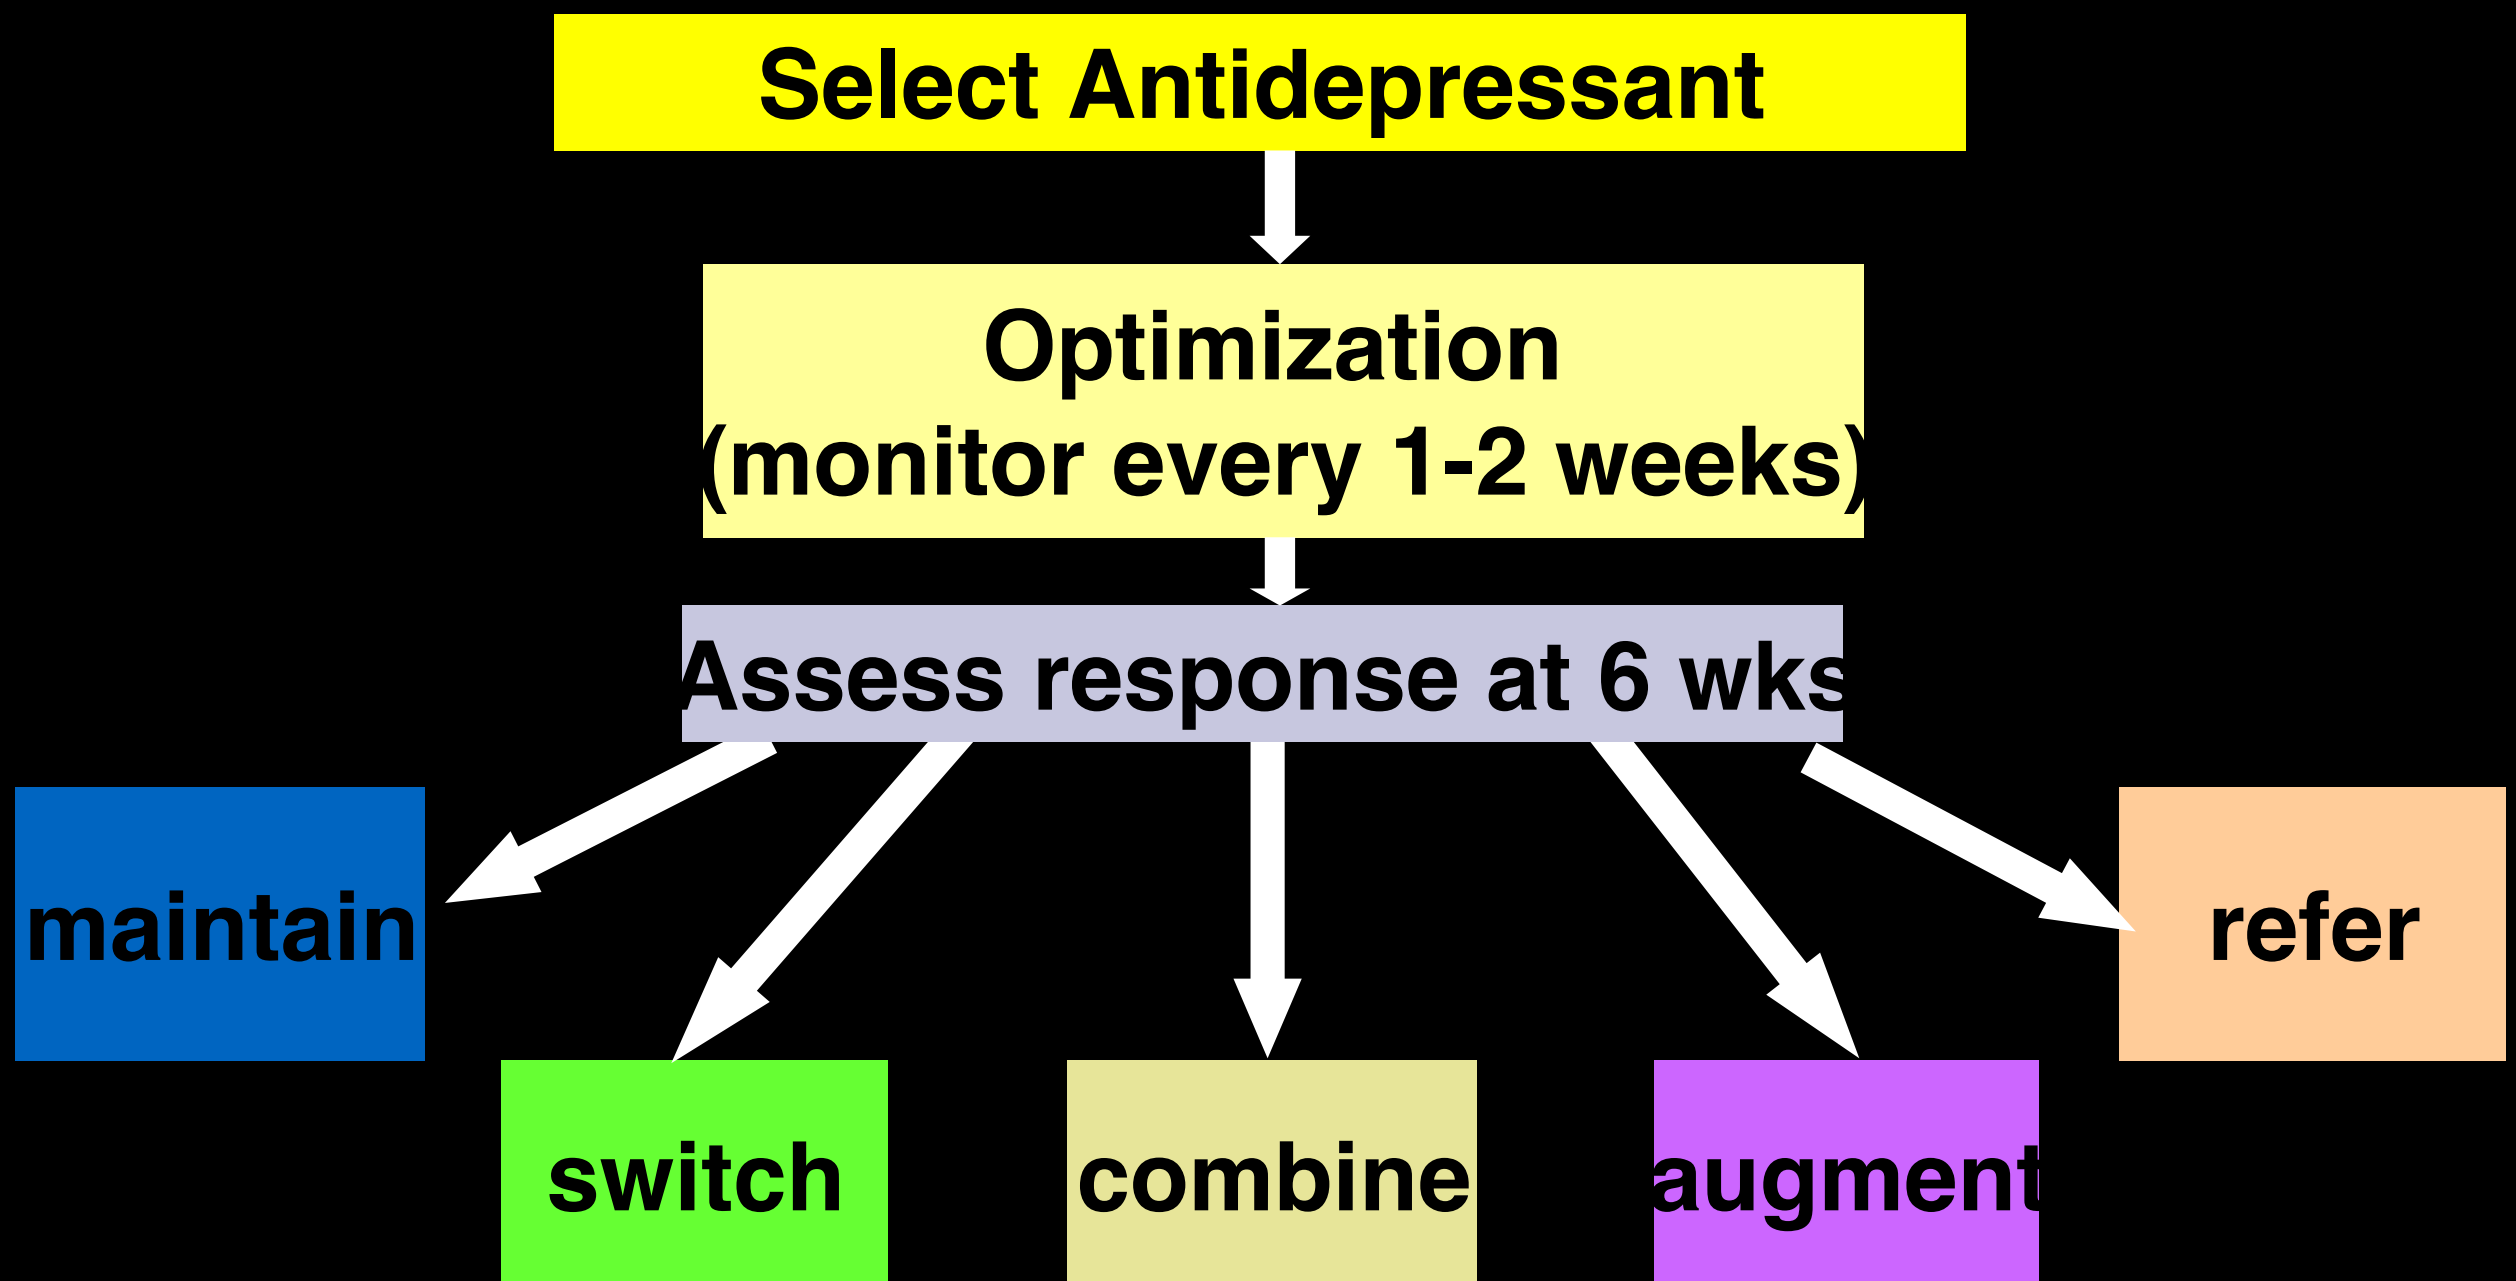 Select Antidepressant
Optimization
(monitor every 1-2 weeks)
Assess response at 6 wks
maintain
refer
switch
combine
augment